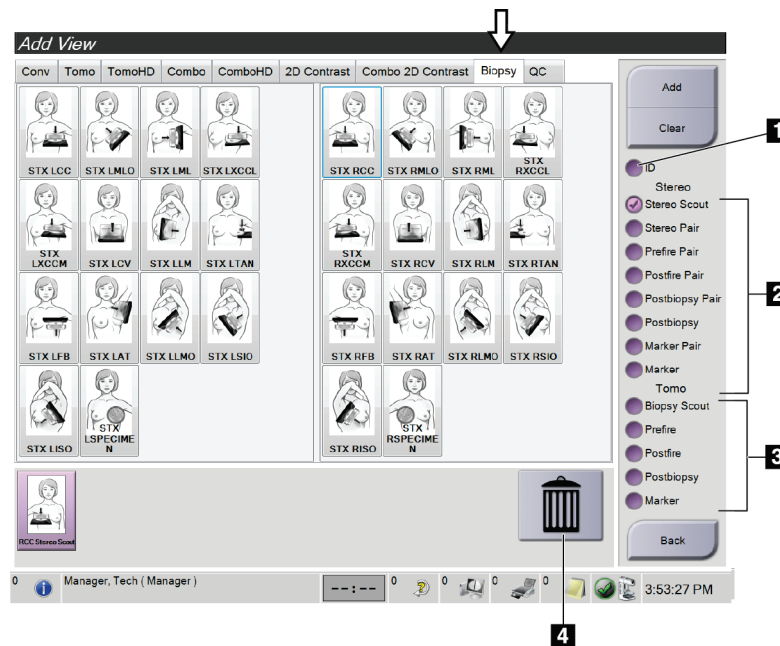 Add View
Conv Tomo TomoHD Combo ComboHD 2D Contrast Combo 2D Contrast Biopsy QC
STX LCC STX LMLO STX LML STX LXCCL
STX RCC STX RMLO STX RML STX
RXCCL
STX
LXCCM STX LCV STX LLM STX LTAN
STX
RXCCM STX RCV STX RLM STX RTAN
STX LFB STX LAT STX LLMO STX LSIO
STX RFB STX RAT STX RLMO STX RSIO
STX LISO STX
LSPECIME
N
STX RISO STX
RSPECIME
N
RCC Stereo Scout
Add
Clear
1
ID
Stereo
Stereo Scout
Stereo Pair
Prefire Pair
Postfire Pair
Postbiopsy Pair
2
Postbiopsy
Marker Pair
Marker
Tomo
Biopsy Scout
Prefire
Postfire
3
Postbiopsy
Marker
Back
0 Manager, Tech ( Manager ) --:-- 0 0 0 0 3:53:27 PM
4